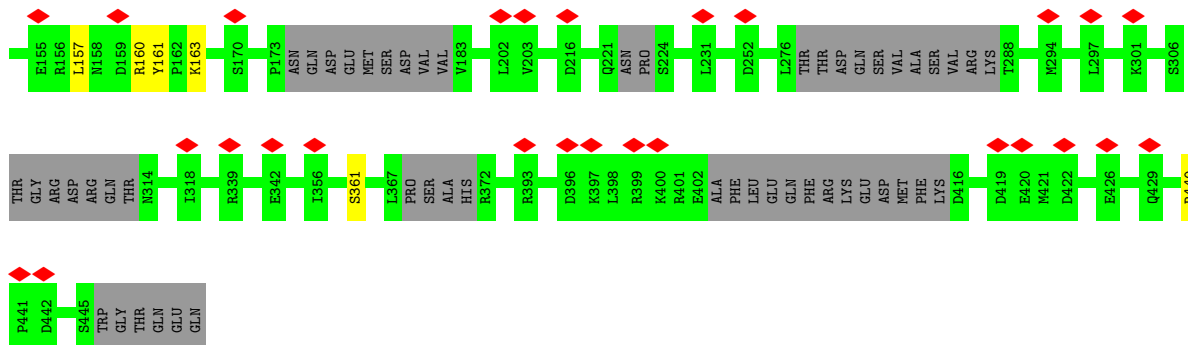 E155 R156 L157 N158 D159 R160 Y161 P162 K163 S170 P173 ASN GLN ASP GLU MET SER ASP VAL VAL V183 L202 V203 D216 Q221 ASN PRO S224 L231 D252 L276 THR THR ASP GLN SER VAL ALA SER VAL ARG LYS T288 M294 L297 K301 S306
THR GLY ARG ASP ARG GLN THR N314 I318 R339 E342 I356 S361 L367 PRO SER ALA HIS R372 R393 D396 K397 L398 R399 K400 R401 E402 ALA PHE LEU GLU GLN PHE ARG LYS GLU ASP MET PHE LYS D416 D419 E420 M421 D422 E426 Q429
P441 D442 S445 TRP GLY THR GLN GLU GLN